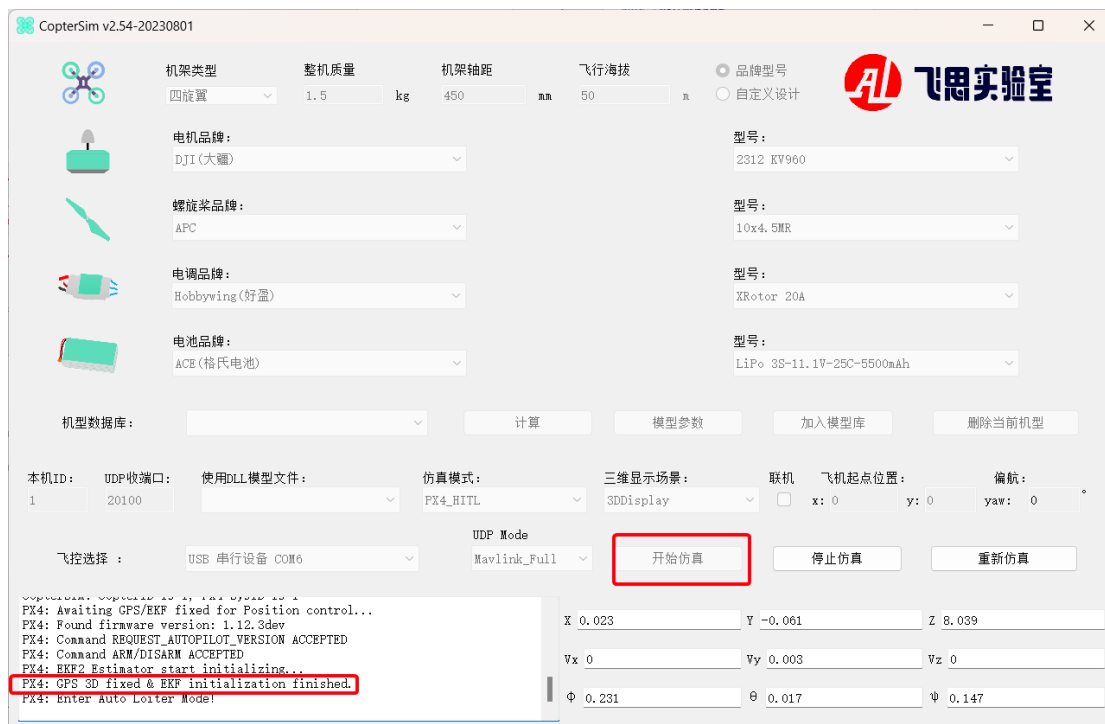 CopterSim v2.54-20230801
机架类型 整机质量 机架轴距 飞行海拔 品牌型号
四旋翼 1.5 kg 450 mm 50 m 自定义设计
飞思实验室
电机品牌： 型号：
DJI(大疆) 2312 KV960
螺旋桨品牌： 型号：
APC 10x4.5MR
电调品牌： 型号：
Hobbywing(好盈) XRotor 20A
电池品牌： 型号：
ACE(格氏电池) LiPo 3S-11.1V-25C-5500mAh
机型数据库： 计算 模型参数 加入模型库 删除当前机型
本机ID： UDP收端口： 使用DLL模型文件： 仿真模式： 三维显示场景： 联机 飞机起点位置： 偏航：
1 20100 PX4_HITL 3DDisplay x: 0 y: 0 yaw: 0 °
UDP Mode
飞控选择 ： USB 串行设备 COM6 Mavlink_Full 开始仿真 停止仿真 重新仿真
CopterSim: CopterID is 1, PX4 SysID is 1
PX4: Awaiting GPS/EKF fixed for Position control...
PX4: Found firmware version: 1.12.3dev
PX4: Command REQUEST_AUTOPILOT_VERSION ACCEPTED
PX4: Command ARM/DISARM ACCEPTED
PX4: EKF2 Estimator start initializing...
PX4: GPS 3D fixed & EKF initialization finished.
PX4: Enter Auto Loiter Mode!
X 0.023 Y -0.061 Z 8.039
Vx 0 Vy 0.003 Vz 0
Φ 0.231 θ 0.017 ψ 0.147